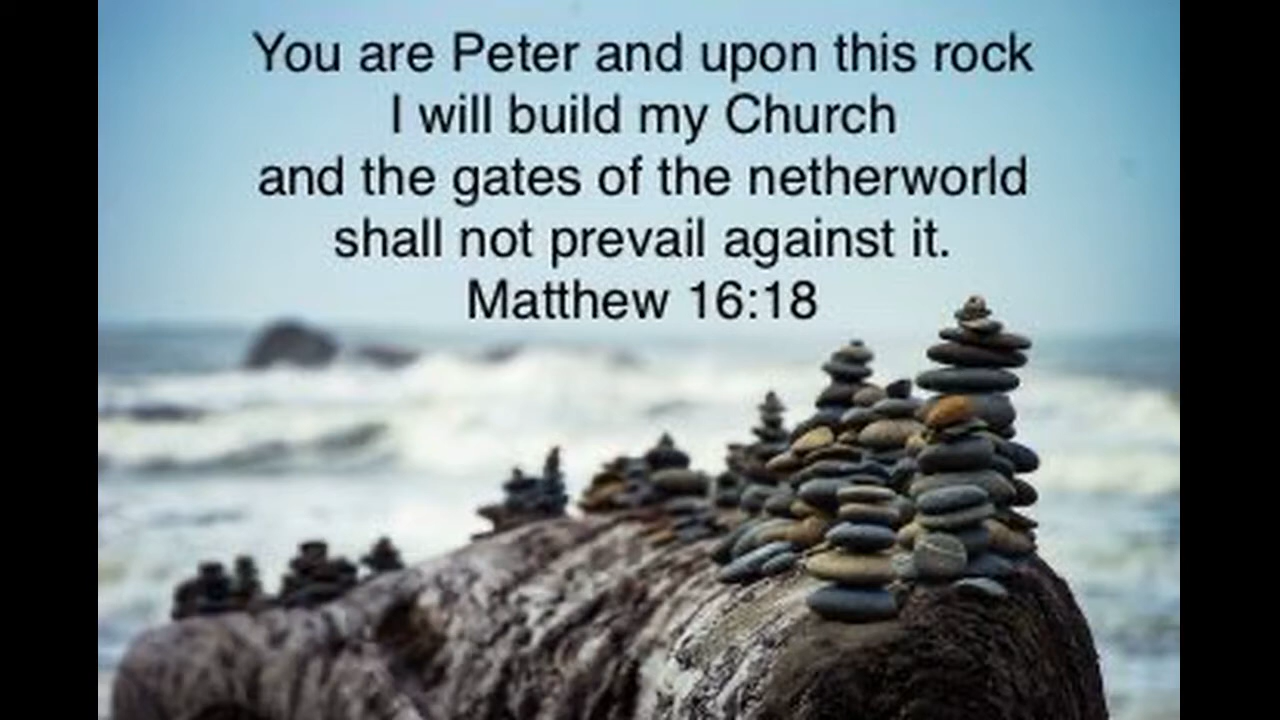 You are Peter and upon this rock
I will build my Church
and the gates of the netherworld
shall not prevail against it.
Matthew 16:18